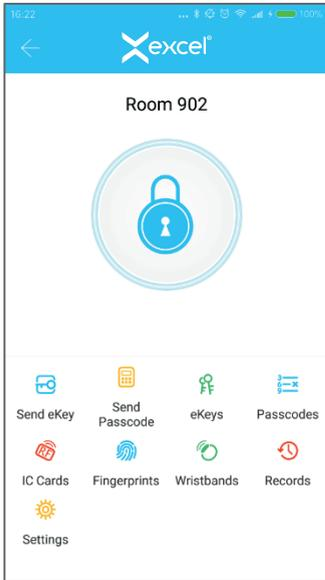 16:22
100%
excel®
Room 902
Send eKey
Send
Passcode
eKeys
Passcodes
IC Cards
Fingerprints
Wristbands
Records
Settings